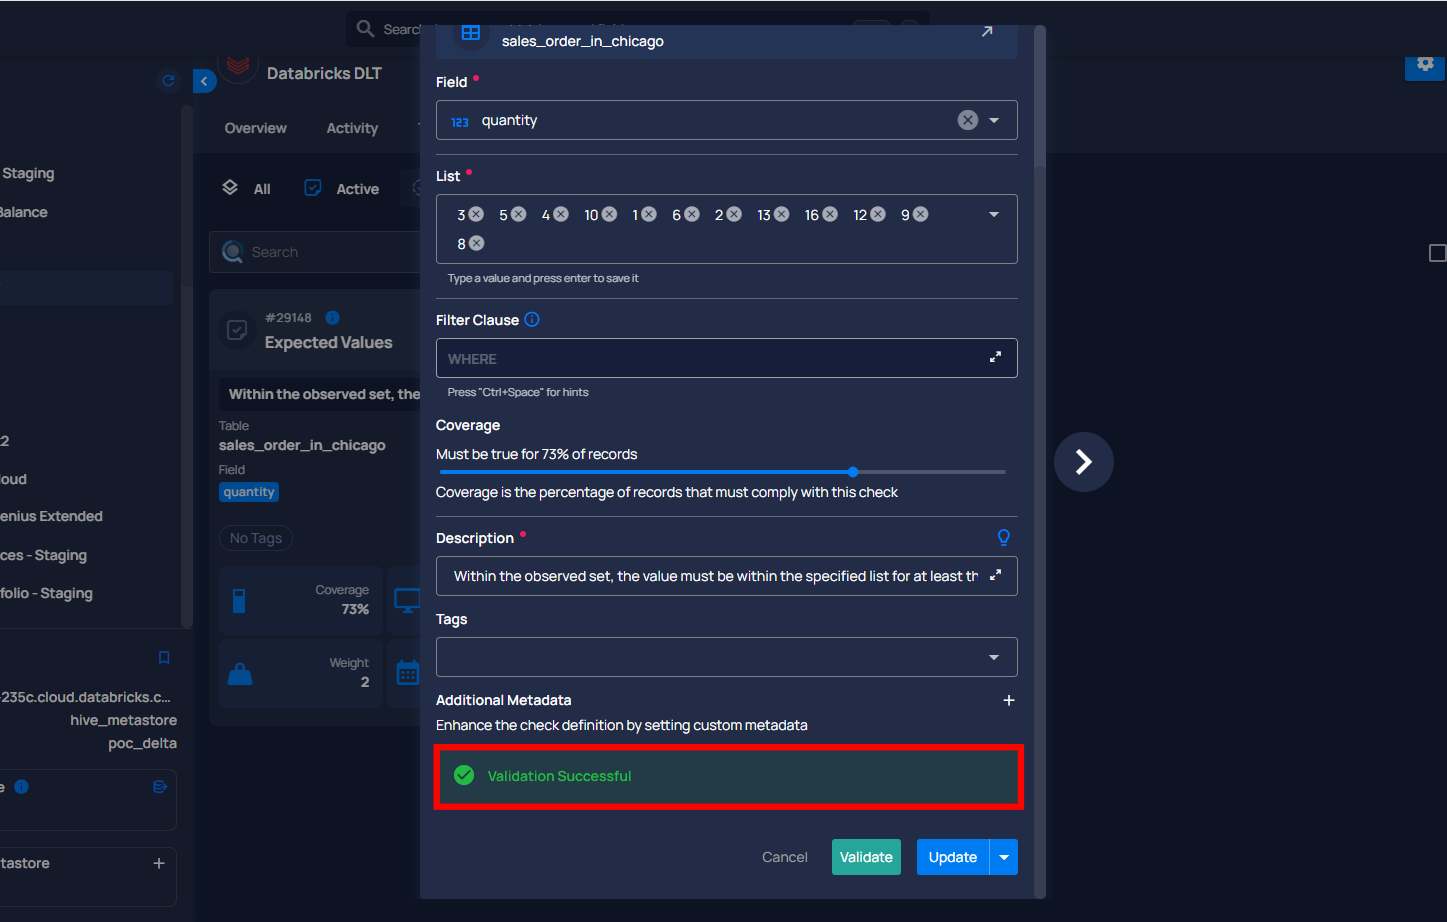 Search
Databricks DLT
Overview
Activity
Staging
Balance
All
Active
Search
#29148
Expected Values
Within the observed set, the
Table
sales_order_in_chicago
Field
quantity
No Tags
Coverage
73%
Weight
2
2
oud
enius Extended
ces - Staging
folio - Staging
-235c.cloud.databricks.c...
hive_metastore
poc_delta
e
tastore
sales_order_in_chicago
Field
123 quantity
List
3 5 4 10 1 6 2 13 16 12 9
8
Type a value and press enter to save it
Filter Clause
WHERE
Press "Ctrl+Space" for hints
Coverage
Must be true for 73% of records
Coverage is the percentage of records that must comply with this check
Description
Within the observed set, the value must be within the specified list for at least th
Tags
Additional Metadata
Enhance the check definition by setting custom metadata
Validation Successful
Cancel Validate Update